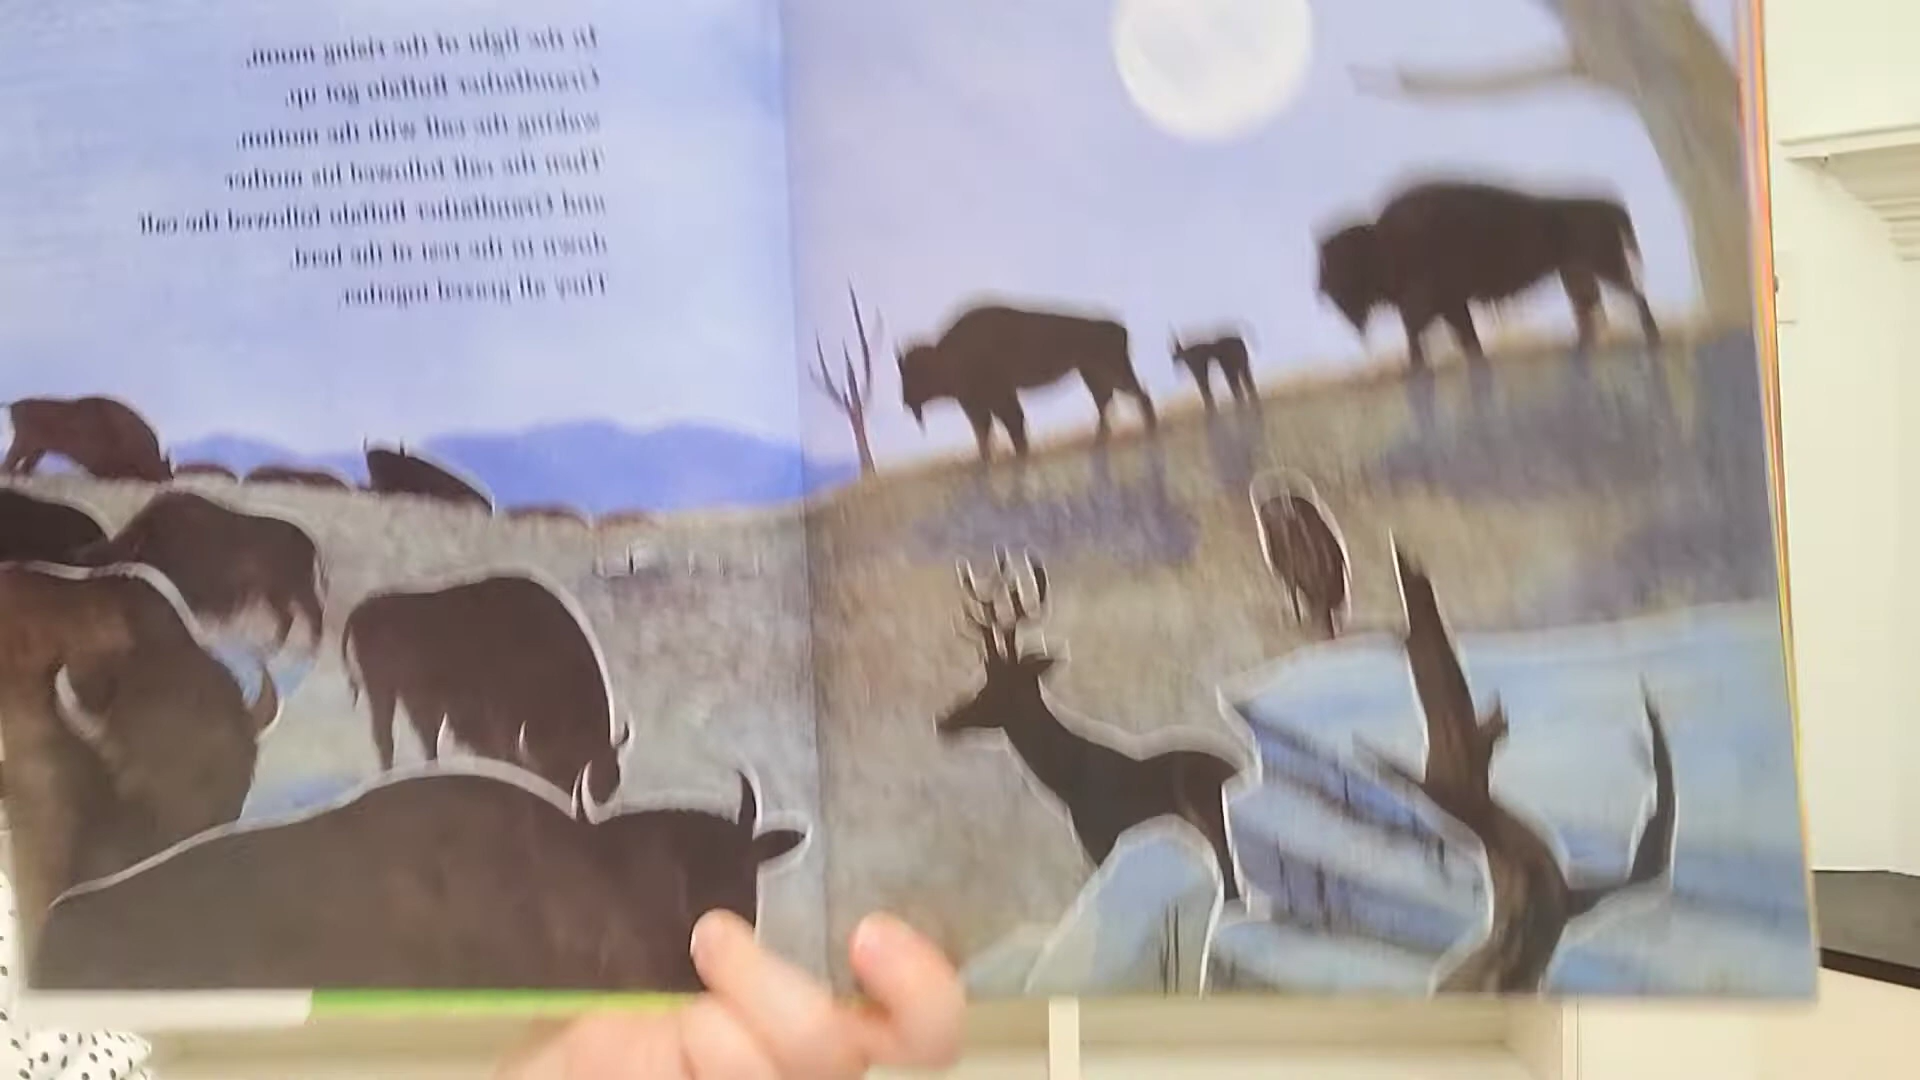 In the light of the rising moon,
Grandfather Buffalo got up,
walking the calf with the mother.
Then the calf followed his mother
and Grandfather Buffalo followed the calf
down to the rest of the herd.
They all grazed together.